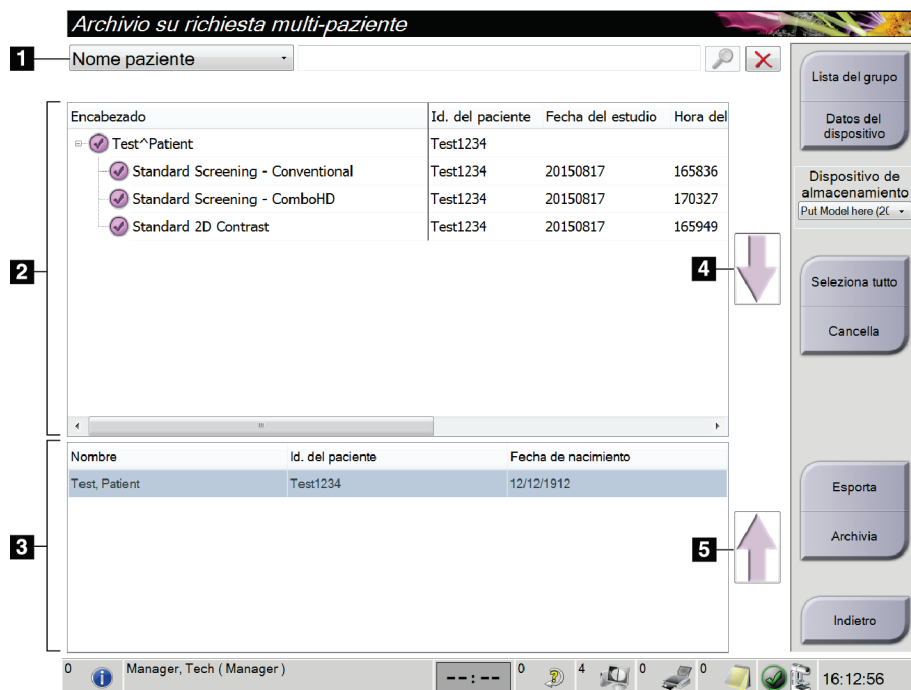 Archivio su richiesta multi-paziente
1
Nome paziente
Lista del grupo
Datos del
dispositivo
Dispositivo de
almacenamiento
Put Model here (2(
2
Encabezado Id. del paciente Fecha del estudio Hora del
Test^Patient Test1234
Standard Screening - Conventional Test1234 20150817 165836
Standard Screening - ComboHD Test1234 20150817 170327
Standard 2D Contrast Test1234 20150817 165949
4
Seleziona tutto
Cancella
3
Nombre Id. del paciente Fecha de nacimiento
Test, Patient Test1234 12/12/1912
5
Esporta
Archivia
Indietro
0 Manager, Tech ( Manager ) --:-- 0 4 0 0 16:12:56